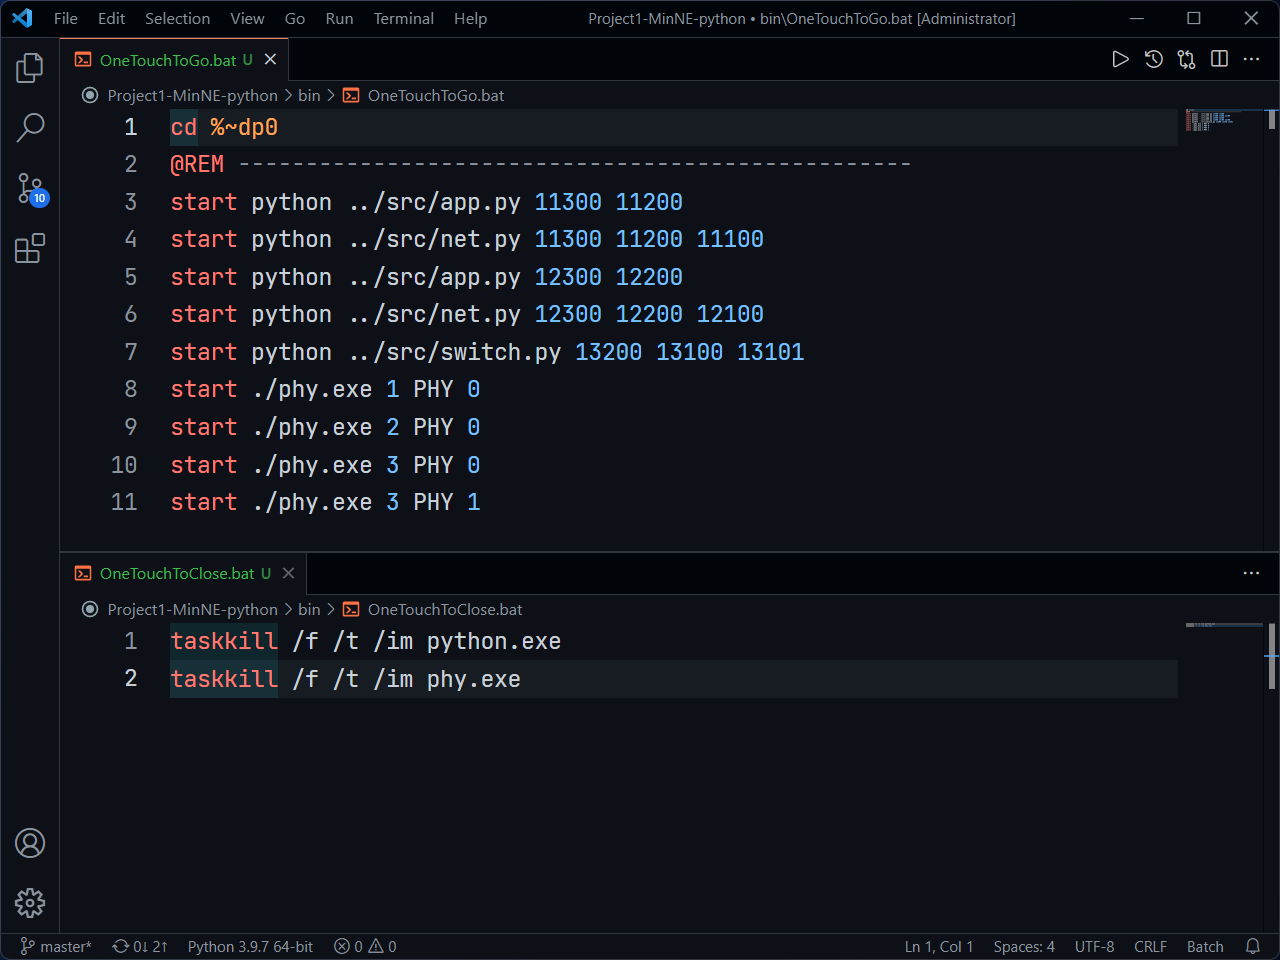 File Edit Selection View Go Run Terminal Help Project1-MinNE-python • bin\OneTouchToGo.bat [Administrator]
OneTouchToGo.bat U
Project1-MinNE-python > bin > OneTouchToGo.bat
1 cd %~dp0
2 @REM --------------------------------------------------
3 start python ../src/app.py 11300 11200
4 start python ../src/net.py 11300 11200 11100
5 start python ../src/app.py 12300 12200
6 start python ../src/net.py 12300 12200 12100
7 start python ../src/switch.py 13200 13100 13101
8 start ./phy.exe 1 PHY 0
9 start ./phy.exe 2 PHY 0
10 start ./phy.exe 3 PHY 0
11 start ./phy.exe 3 PHY 1
10
OneTouchToClose.bat U
Project1-MinNE-python > bin > OneTouchToClose.bat
1 taskkill /f /t /im python.exe
2 taskkill /f /t /im phy.exe
master* 0↓ 2↑ Python 3.9.7 64-bit 0 0 Ln 1, Col 1 Spaces: 4 UTF-8 CRLF Batch